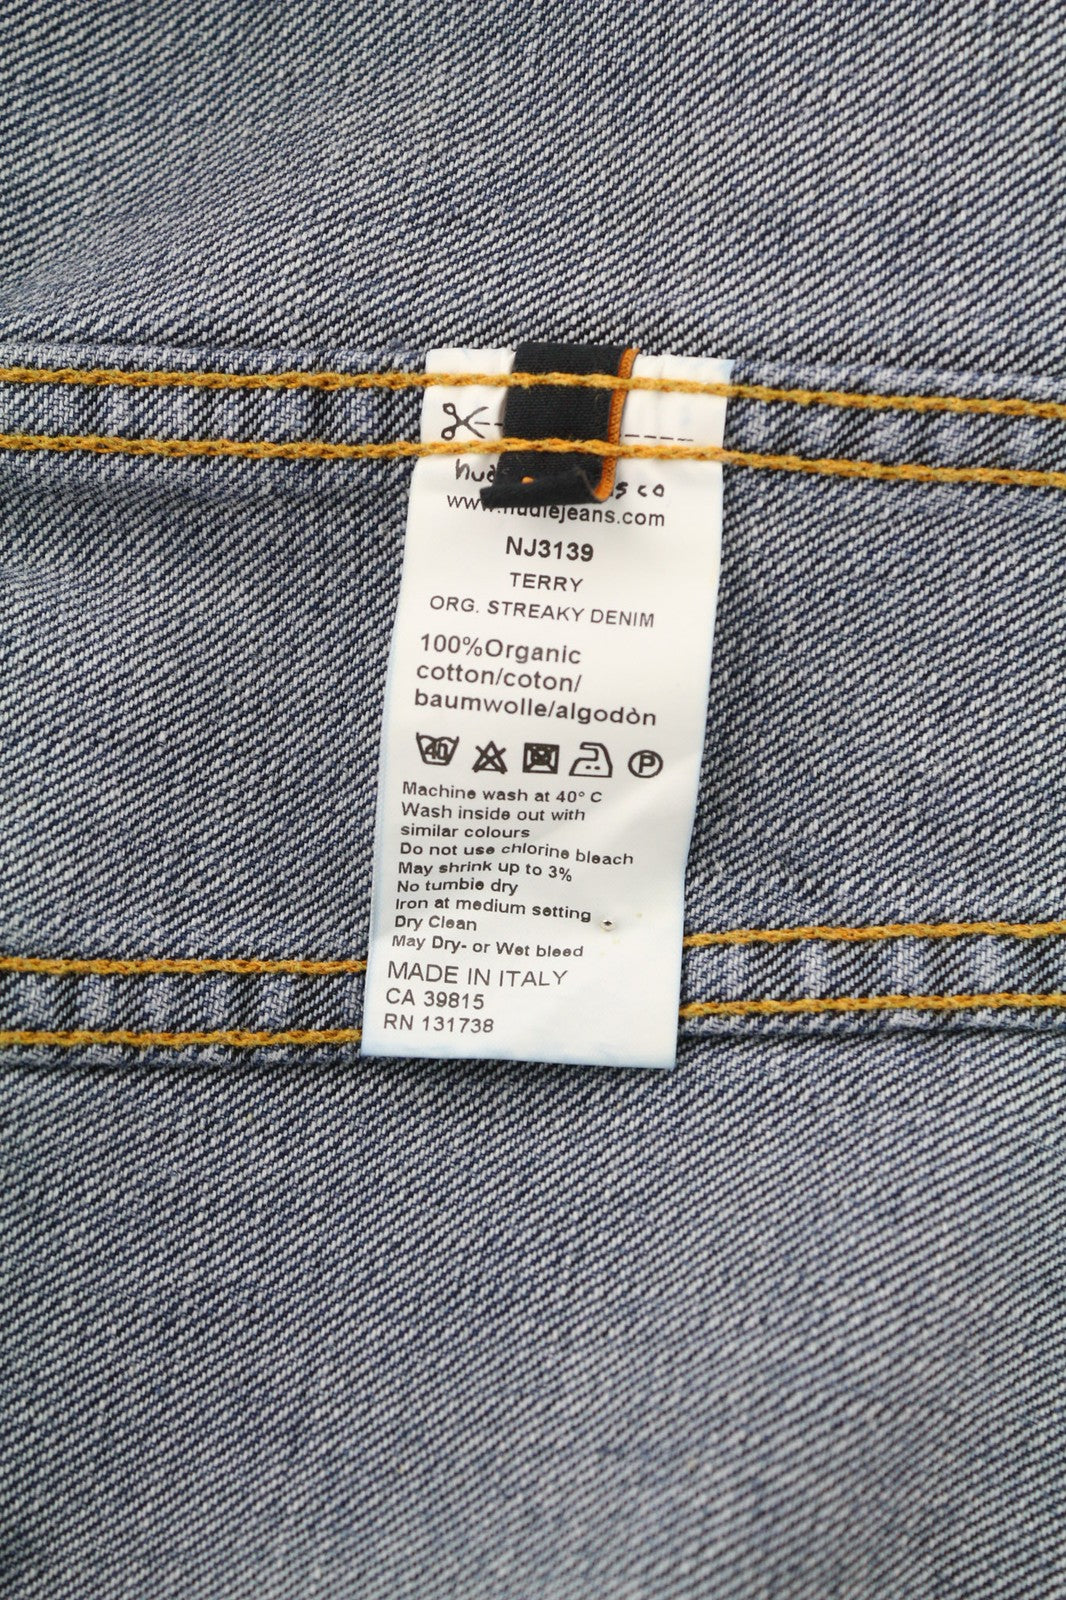 www.nudiejeans.com
NJ3139
TERRY
ORG. STREAKY DENIM
100%Organic
cotton/coton/
baumwolle/algodòn
40
P
Machine wash at 40° C
Wash inside out with
similar colours
Do not use chlorine bleach
May shrink up to 3%
No tumble dry
Iron at medium setting
Dry Clean
May Dry- or Wet bleed
MADE IN ITALY
CA 39815
RN 131738